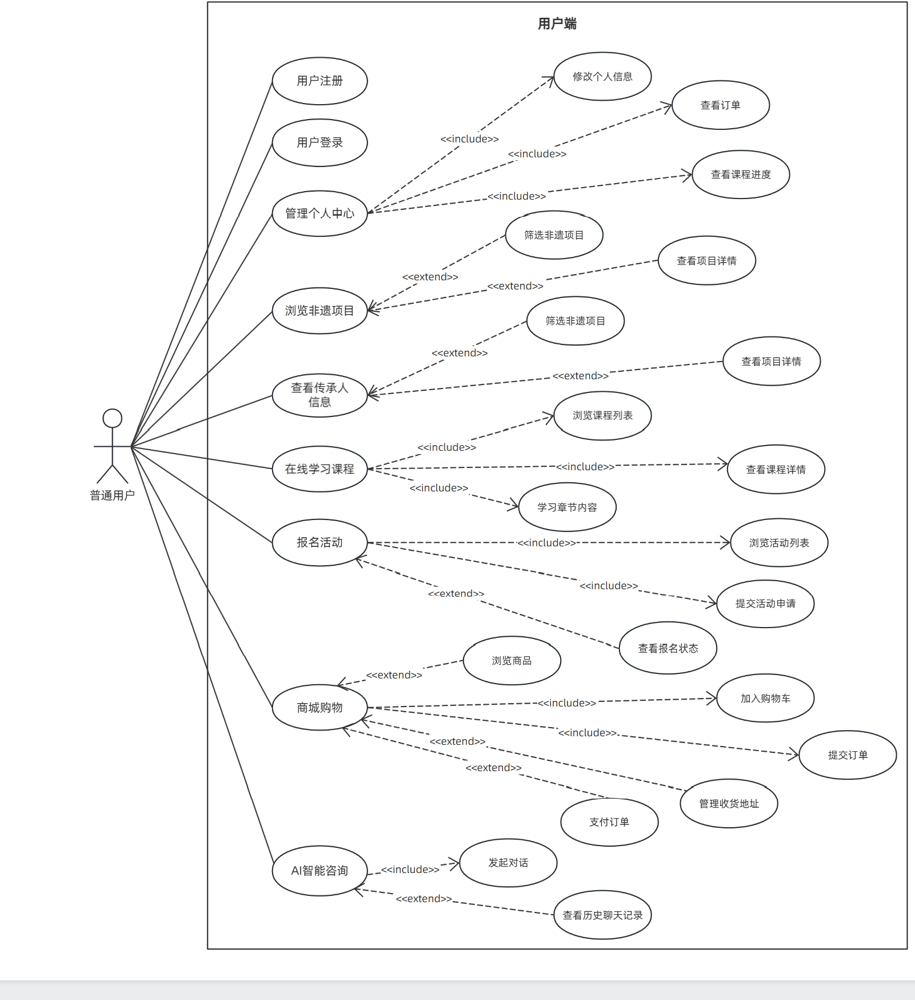 用户端
用户注册
修改个人信息
查看订单
用户登录
<<include>>
<<include>>
查看课程进度
<<include>>
管理个人中心
筛选非遗项目
查看项目详情
<<extend>>
<<extend>>
浏览非遗项目
筛选非遗项目
<<extend>>
查看项目详情
<<extend>>
查看传承人
信息
浏览课程列表
<<include>>
<<include>>
查看课程详情
在线学习课程
<<include>>
普通用户
学习章节内容
报名活动
<<include>>
浏览活动列表
<<include>>
<<extend>>
提交活动申请
查看报名状态
浏览商品
<<extend>>
加入购物车
商城购物
<<include>>
<<include>>
<<extend>>
提交订单
<<extend>>
管理收货地址
支付订单
发起对话
AI智能咨询
<<include>>
<<extend>>
查看历史聊天记录